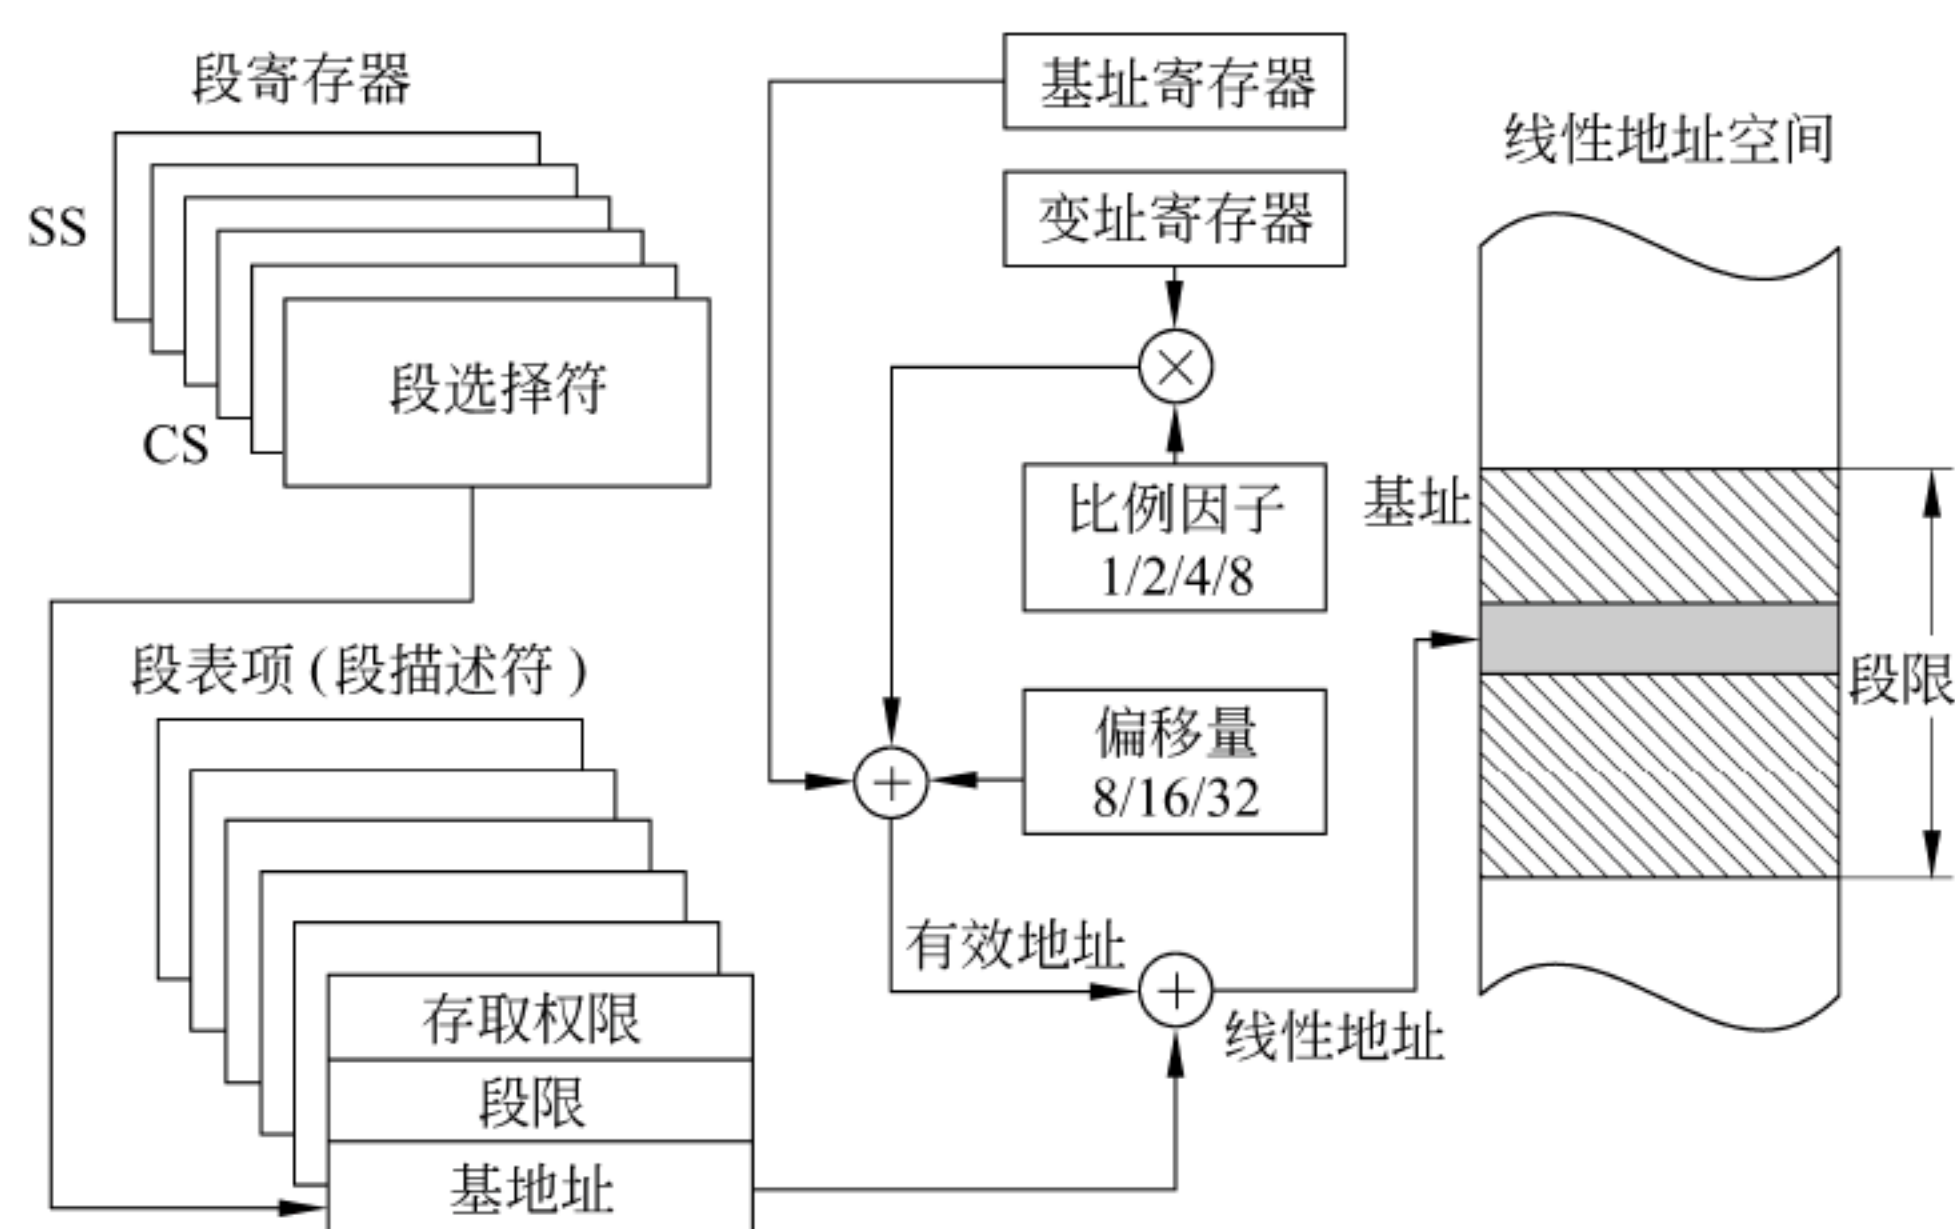 段寄存器
SS
CS
段选择符
段表项(段描述符)
存取权限
段限
基地址
基址寄存器
变址寄存器
比例因子
1/2/4/8
偏移量
8/16/32
有效地址
线性地址
线性地址空间
基址
段限